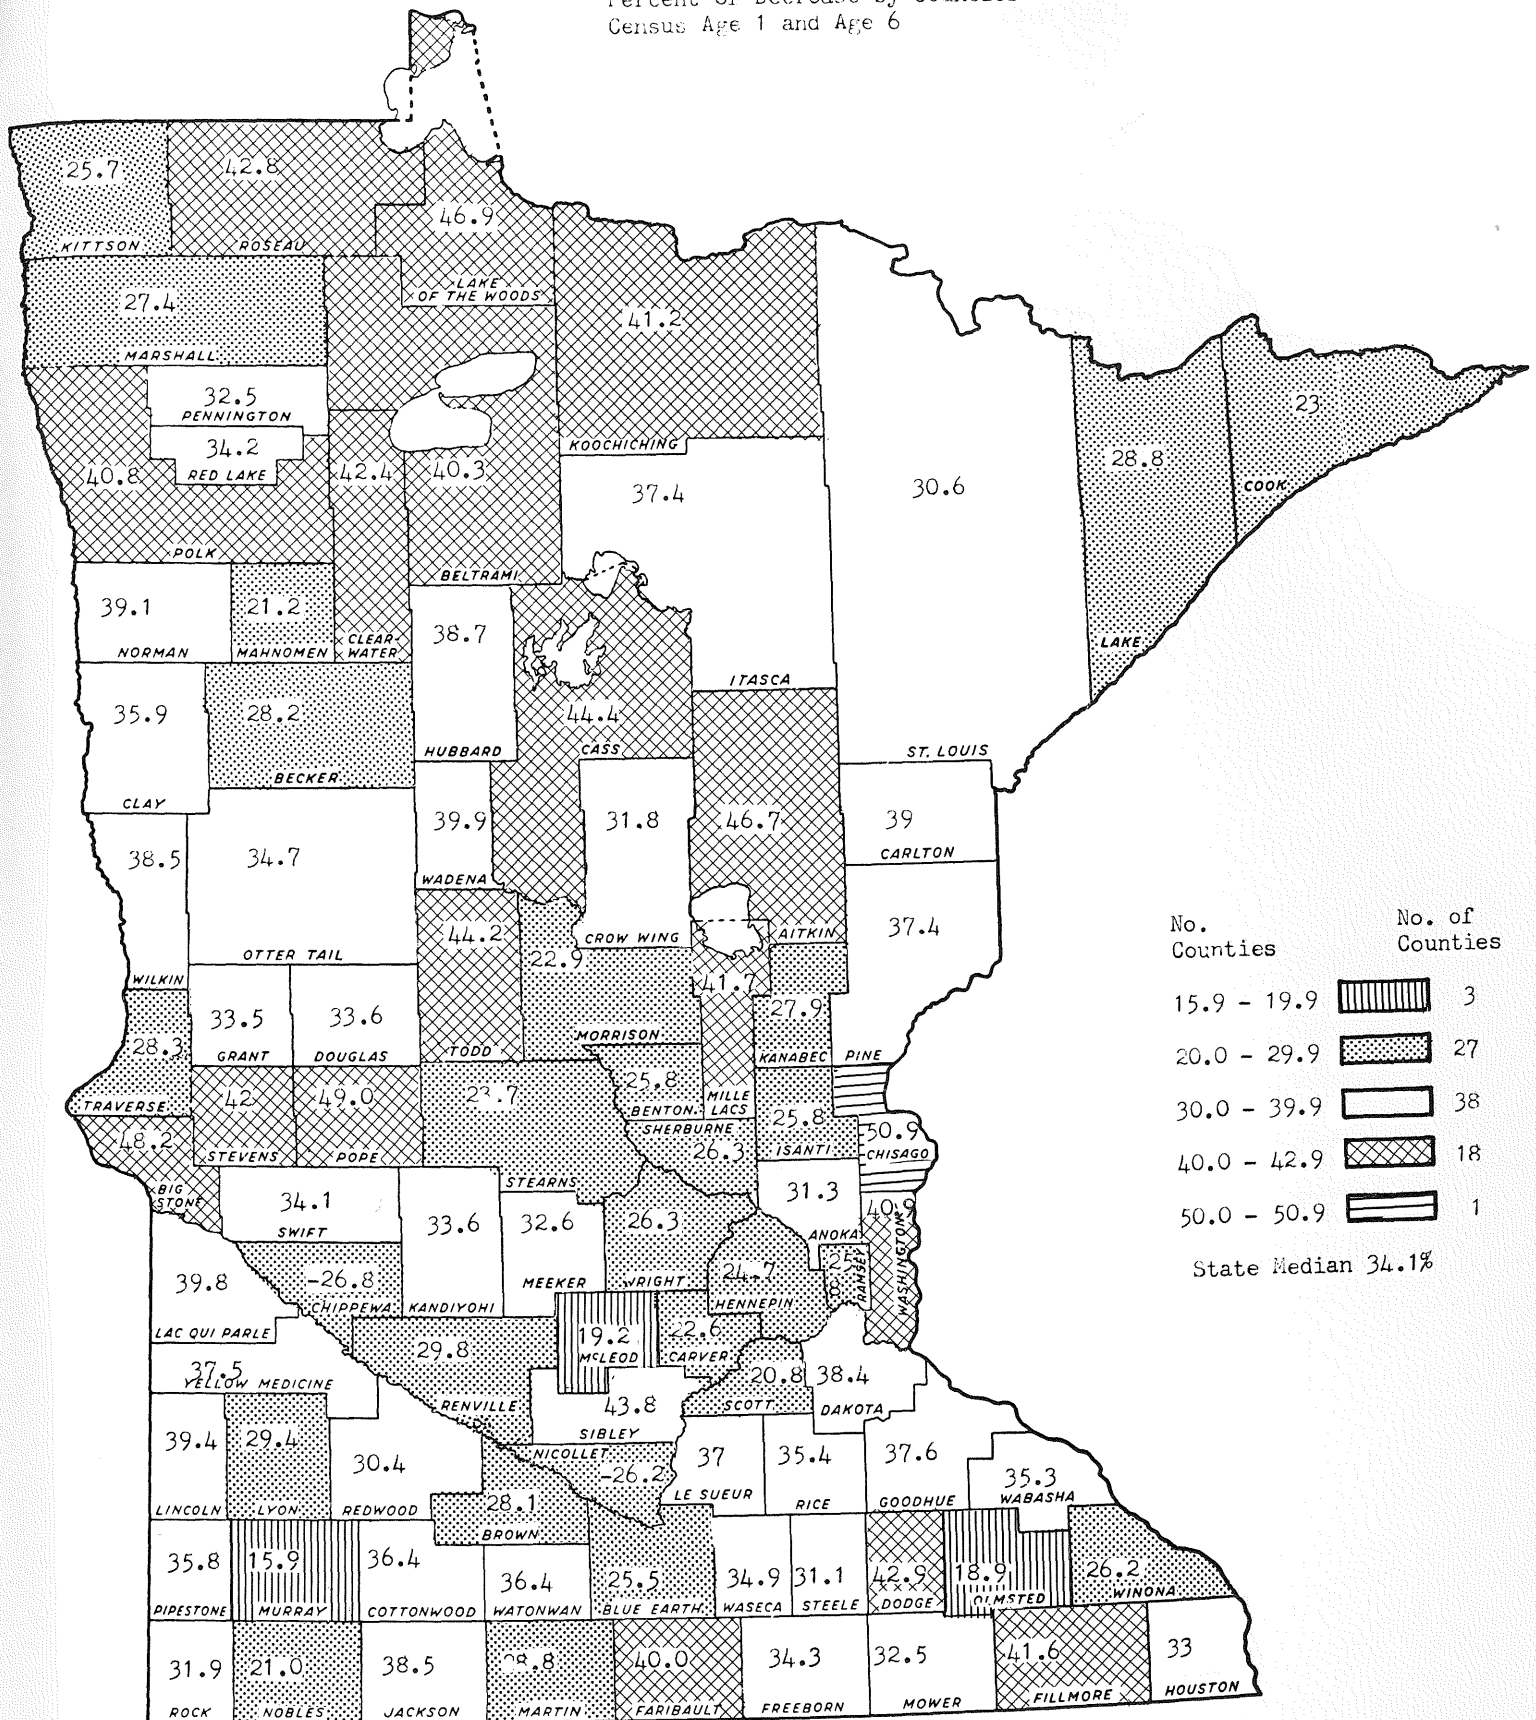 Census Age 1 and Age 6
25.7
KITTSON
42.8
ROSEAU
46.9
LAKE
OF THE WOODS
27.4
MARSHALL
41.2
KOOCHICHING
32.5
PENNINGTON
34.2
RED LAKE
40.8
POLK
42.4
CLEAR-
WATER
40.3
BELTRAMI
37.4
ITASCA
30.6
ST. LOUIS
28.8
LAKE
23
COOK
39.1
NORMAN
21.2
MAHNOMEN
38.7
HUBBARD
44.4
CASS
35.9
CLAY
28.2
BECKER
38.5
WILKIN
34.7
OTTER TAIL
39.9
WADENA
31.8
CROW WING
46.7
AITKIN
39
CARLTON
37.4
PINE
44.2
TODD
22.9
MORRISON
41.7
MILLE
LACS
27.9
KANABEC
28.3
TRAVERSE
33.5
GRANT
33.6
DOUGLAS
42
STEVENS
49.0
POPE
STEARNS
25.8
BENTON
SHERBURNE
26.3
25.8
ISANTI
50.9
CHISAGO
48.2
BIG
STONE
34.1
SWIFT
33.6
KANDIYOHI
32.6
MEEKER
26.3
WRIGHT
31.3
ANOKA
40.9
WASHINGTON
24.7
HENNEPIN
25.8
RAMSEY
39.8
LAC QUI PARLE
-26.8
CHIPPEWA
37.5
YELLOW MEDICINE
29.8
RENVILLE
19.2
McLEOD
22.6
CARVER
20.8
SCOTT
38.4
DAKOTA
43.8
SIBLEY
39.4
LINCOLN
29.4
LYON
30.4
REDWOOD
NICOLLET
-26.2
28.1
BROWN
37
LE SUEUR
35.4
RICE
37.6
GOODHUE
35.3
WABASHA
35.8
PIPESTONE
15.9
MURRAY
36.4
COTTONWOOD
36.4
WATONWAN
25.5
BLUE EARTH
34.9
WASECA
31.1
STEELE
42.9
DODGE
18.9
OLMSTED
26.2
WINONA
31.9
ROCK
21.0
NOBLES
38.5
JACKSON
MARTIN
40.0
FARIBAULT
34.3
FREEBORN
32.5
MOWER
41.6
FILLMORE
33
HOUSTON
No. Counties No. of Counties
15.9 - 19.9 3
20.0 - 29.9 27
30.0 - 39.9 38
40.0 - 42.9 18
50.0 - 50.9 1
State Median 34.1%